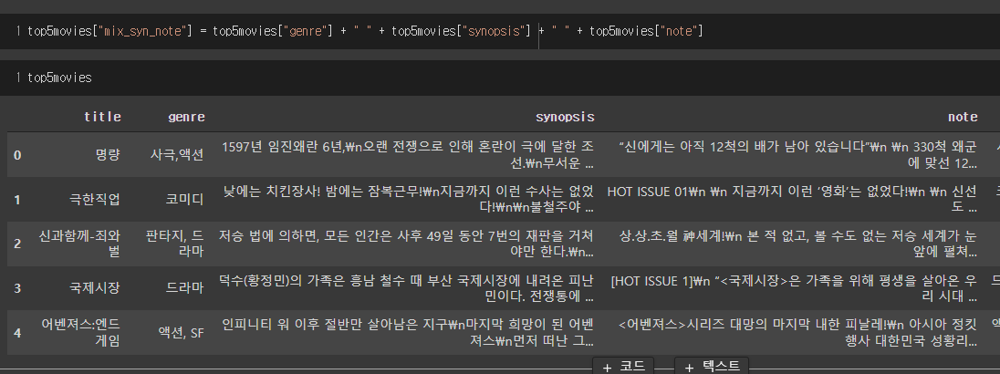 1 top5movies["mix_syn_note"] = top5movies["genre"] + " " + top5movies["synopsis"] + " " + top5movies["note"]
1 top5movies
title genre synopsis note
0 명량 사극,액션 1597년 임진왜란 6년,₩n오랜 전쟁으로 인해 혼란이 극에 달한 조 “신에게는 아직 12척의 배가 남아 있습니다”₩n ₩n 330척 왜군
선.₩n무서운 ... 에 맞선 12...
1 극한직업 코미디 낮에는 치킨장사! 밤에는 잠복근무!₩n지금까지 이런 수사는 없었 HOT ISSUE 01₩n ₩n 지금까지 이런 ‘영화’는 없었다!₩n ₩n 신선
다!₩n₩n불철주야 ... 도 ...
2 신과함께-죄와 판타지, 드 저승 법에 의하면, 모든 인간은 사후 49일 동안 7번의 재판을 거쳐 상.상.초.월 神세계!₩n 본 적 없고, 볼 수도 없는 저승 세계가 눈
벌 라마 야만 한다.₩n... 앞에 펼쳐...
3 국제시장 드라마 덕수(황정민)의 가족은 흥남 철수 때 부산 국제시장에 내려온 피난 [HOT ISSUE 1]₩n “<국제시장>은 가족을 위해 평생을 살아온 우
민이다. 전쟁통에 ... 리 시대 ...
4 어벤져스:엔드 액션, SF 인피니티 워 이후 절반만 살아남은 지구₩n마지막 희망이 된 어벤 <어벤져스>시리즈 대망의 마지막 내한 피날레!₩n 아시아 정킷
게임 져스₩n먼저 떠난 그... 행사 대한민국 성황리...
+ 코드 + 텍스트